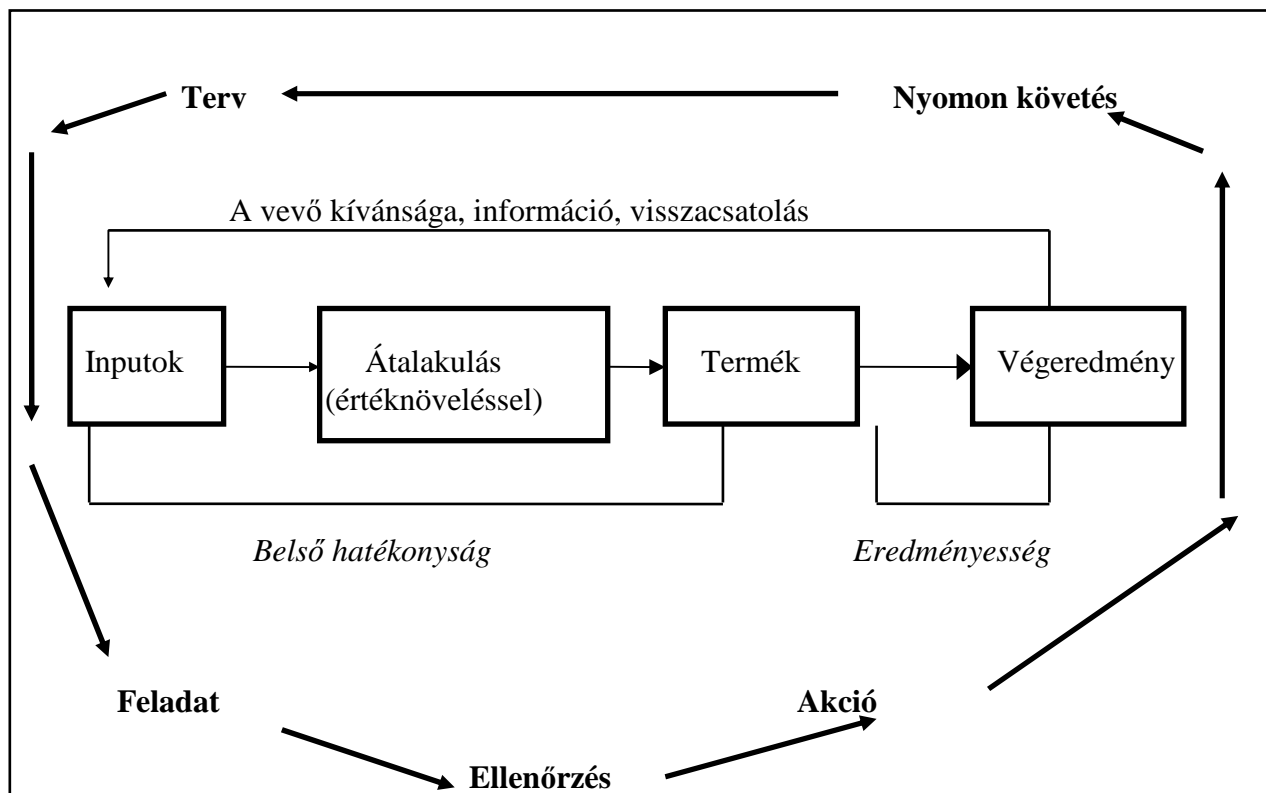 Terv
Nyomon követés
A vevő kívánsága, információ, visszacsatolás
Inputok
Átalakulás
(értéknöveléssel)
Termék
Végeredmény
Belső hatékonyság
Eredményesség
Feladat
Akció
Ellenőrzés